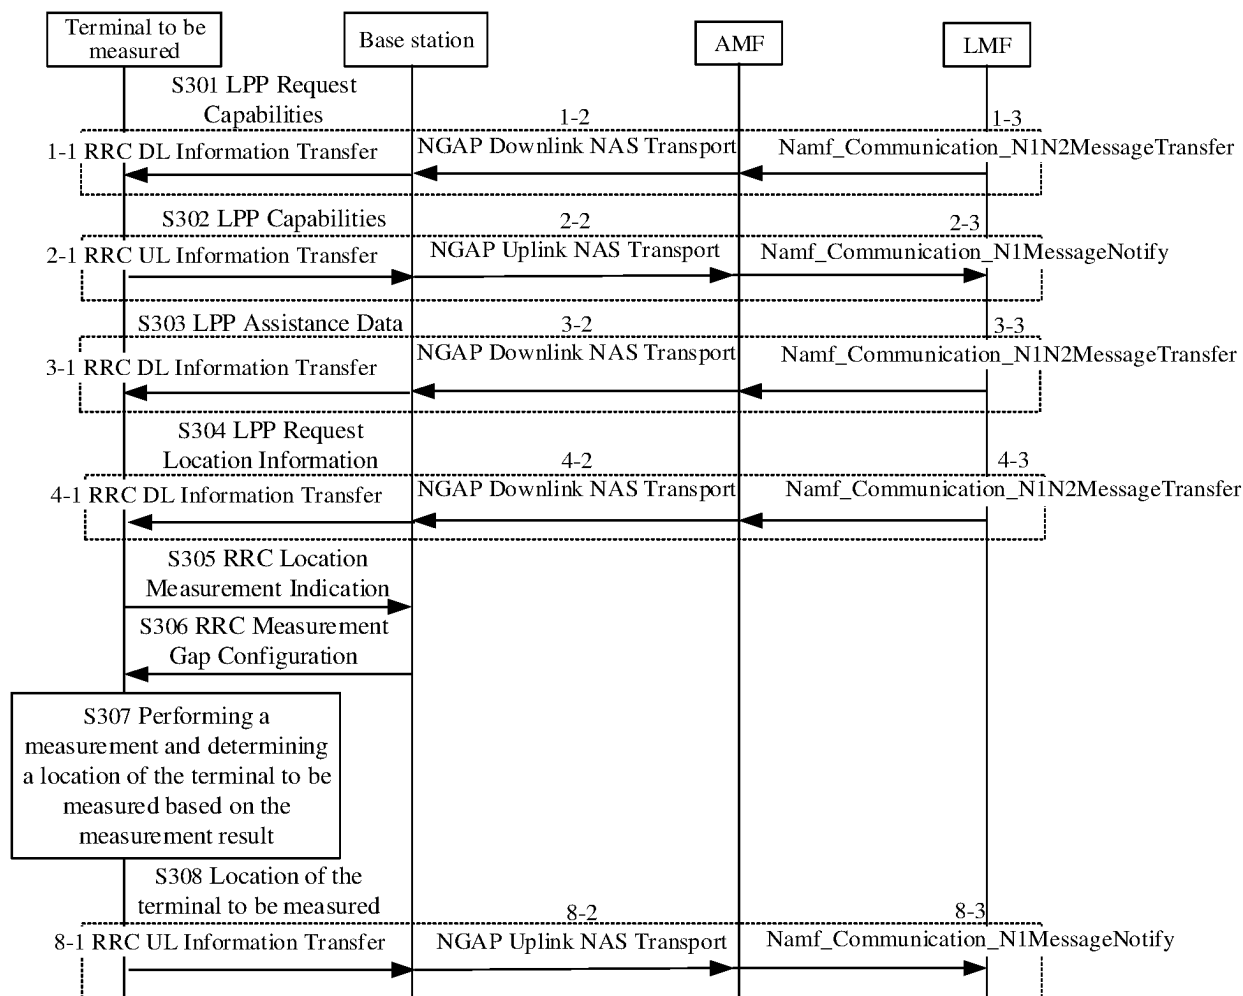 Terminal to be
measured
Base station
AMF
LMF
S301 LPP Request
Capabilities
1-2
1-3
1-1 RRC DL Information Transfer
NGAP Downlink NAS Transport
Namf_Communication_N1N2MessageTransfer
S302 LPP Capabilities
2-2
2-3
2-1 RRC UL Information Transfer
NGAP Uplink NAS Transport
Namf_Communication_N1MessageNotify
S303 LPP Assistance Data
3-2
3-3
3-1 RRC DL Information Transfer
NGAP Downlink NAS Transport
Namf_Communication_N1N2MessageTransfer
S304 LPP Request
Location Information
4-2
4-3
4-1 RRC DL Information Transfer
NGAP Downlink NAS Transport
Namf_Communication_N1N2MessageTransfer
S305 RRC Location
Measurement Indication
S306 RRC Measurement
Gap Configuration
S307 Performing a
measurement and determining
a location of the terminal to be
measured based on the
measurement result
S308 Location of the
terminal to be measured
8-2
8-3
8-1 RRC UL Information Transfer
NGAP Uplink NAS Transport
Namf_Communication_N1MessageNotify